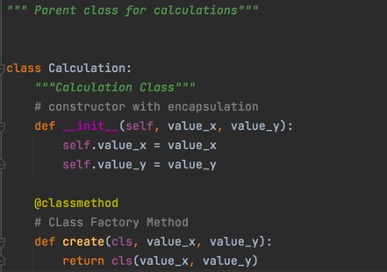 """ Parent class for calculations"""
class Calculation:
"""Calculation Class"""
# constructor with encapsulation
def __init__(self, value_x, value_y):
self.value_x = value_x
self.value_y = value_y
@classmethod
# CLass Factory Method
def create(cls, value_x, value_y):
return cls(value_x, value_y)